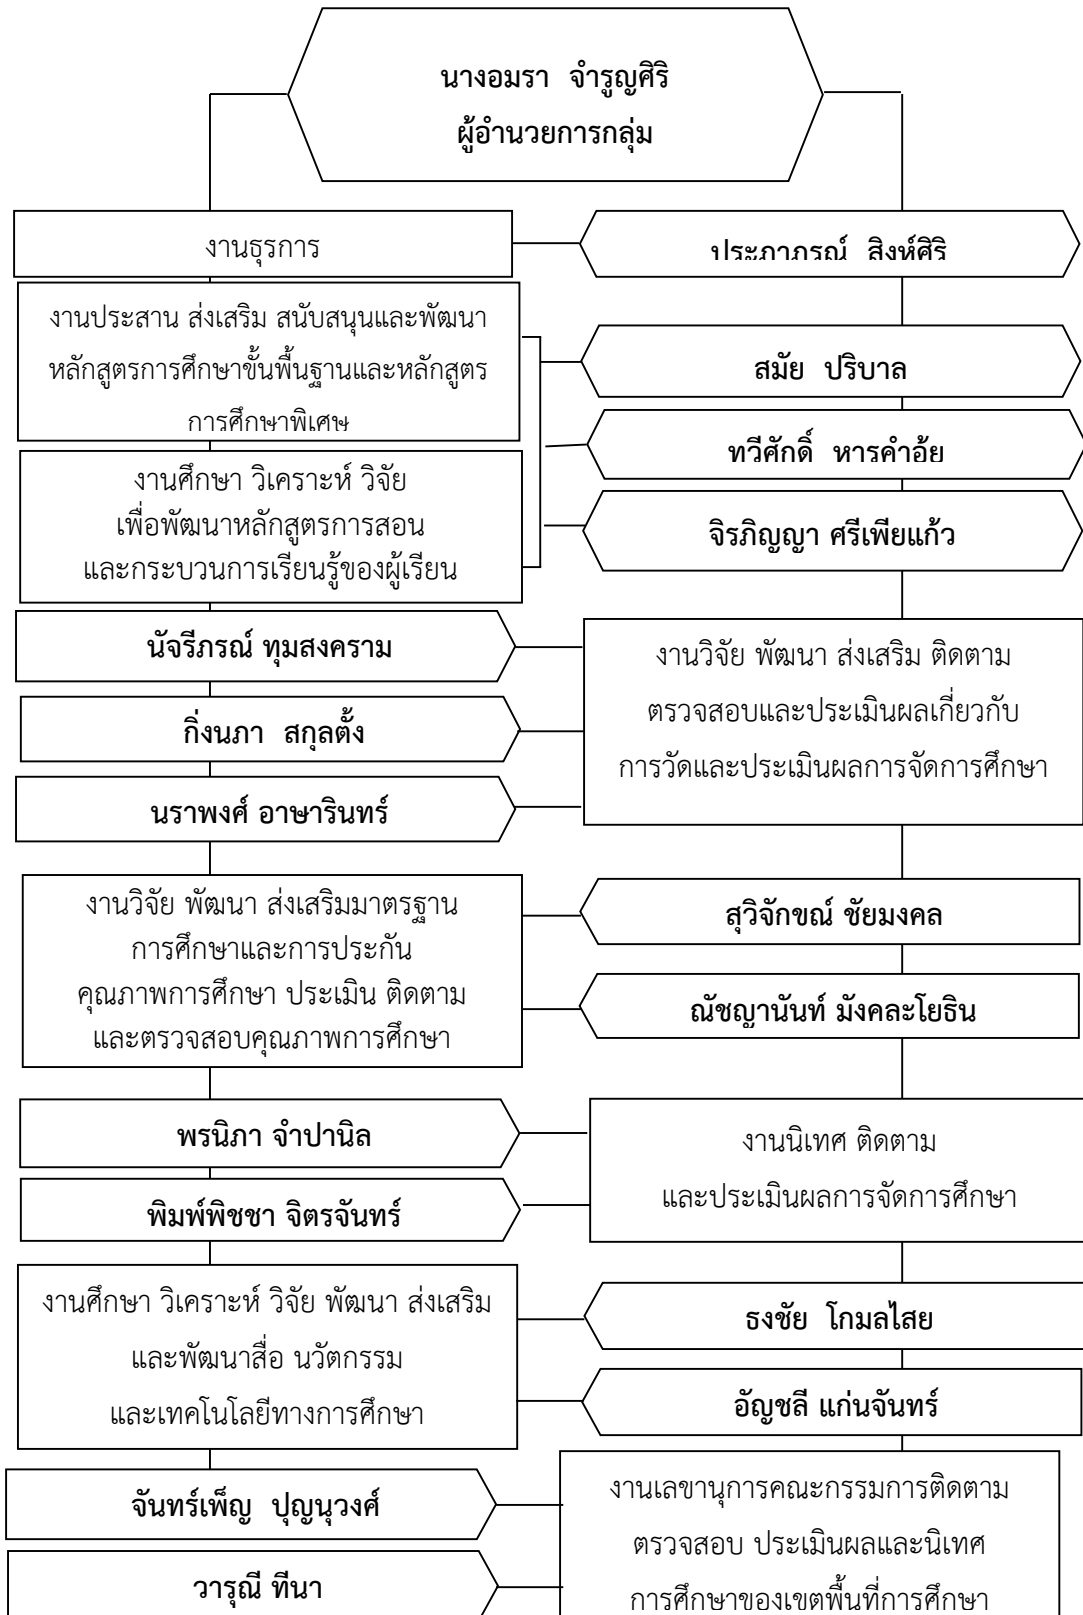 นางอมรา จำรูญศิริ
ผู้อำนวยการกลุ่ม
งานธุรการ
ประภาภรณ์ สิงห์ศิริ
งานประสาน ส่งเสริม สนับสนุนและพัฒนา
หลักสูตรการศึกษาขั้นพื้นฐานและหลักสูตร
การศึกษาพิเศษ
สมัย ปริบาล
ทวีศักดิ์ หารคำอ้ย
งานศึกษา วิเคราะห์ วิจัย
เพื่อพัฒนาหลักสูตรการสอน
และกระบวนการเรียนรู้ของผู้เรียน
จิรภิญญา ศรีเพียแก้ว
นัจรีภรณ์ ทุมสงคราม
กิ่งนภา สกุลตั้ง
นราพงศ์ อาษารินทร์
งานวิจัย พัฒนา ส่งเสริม ติดตาม
ตรวจสอบและประเมินผลเกี่ยวกับ
การวัดและประเมินผลการจัดการศึกษา
งานวิจัย พัฒนา ส่งเสริมมาตรฐาน
การศึกษาและการประกัน
คุณภาพการศึกษา ประเมิน ติดตาม
และตรวจสอบคุณภาพการศึกษา
สุวิจักขณ์ ชัยมงคล
ณัชญานันท์ มังคละโยธิน
พรนิภา จำปานิล
พิมพ์พิชชา จิตรจันทร์
งานนิเทศ ติดตาม
และประเมินผลการจัดการศึกษา
งานศึกษา วิเคราะห์ วิจัย พัฒนา ส่งเสริม
และพัฒนาสื่อ นวัตกรรม
และเทคโนโลยีทางการศึกษา
ธงชัย โกมลไสย
อัญชลี แก่นจันทร์
จันทร์เพ็ญ ปุญนุวงศ์
วารุณี ทีนา
งานเลขานุการคณะกรรมการติดตาม
ตรวจสอบ ประเมินผลและนิเทศ
การศึกษาของเขตพื้นที่การศึกษา